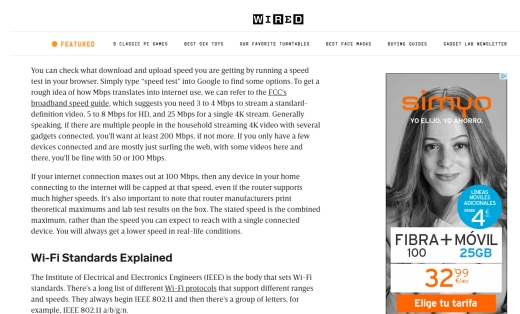 WIRED
FEATURED
9 CLASSIC PC GAMES
BEST SEX TOYS
OUR FAVORITE TURNTABLES
BEST FACE MASKS
BUYING GUIDES
GADGET LAB NEWSLETTER
You can check what download and upload speed you are getting by running a speed
test in your browser. Simply type "speed test" into Google to find some options. To get a
rough idea of how Mbps translates into internet use, we can refer to the FCC's
broadband speed guide, which suggests you need 3 to 4 Mbps to stream a standard-
definition video, 5 to 8 Mbps for HD, and 25 Mbps for a single 4K stream. Generally
speaking, if there are multiple people in the household streaming 4K video with several
gadgets connected, you'll want at least 200 Mbps, if not more. If you only have a few
devices connected and are mostly just surfing the web, with some videos here and
there, you'll be fine with 50 or 100 Mbps.
If your internet connection maxes out at 100 Mbps, then any device in your home
connecting to the internet will be capped at that speed, even if the router supports
much higher speeds. It's also important to note that router manufacturers print
theoretical maximums and lab test results on the box. The stated speed is the combined
maximum, rather than the speed you can expect to reach with a single connected
device. You will always get a lower speed in real-life conditions.
Wi-Fi Standards Explained
The Institute of Electrical and Electronics Engineers (IEEE) is the body that sets Wi-Fi
standards. There's a long list of different Wi-Fi protocols that support different ranges
and speeds. They always begin IEEE 802.11 and then there's a group of letters, for
example, IEEE 802.11 a/b/g/n.
simyo
YO ELIJO. YO AHORRO.
LÍNEAS
MÓVILES
ADICIONALES
DESDE 4€
FIBRA+MÓVIL
100 25GB
32'99
€/mes
Elige tu tarifa